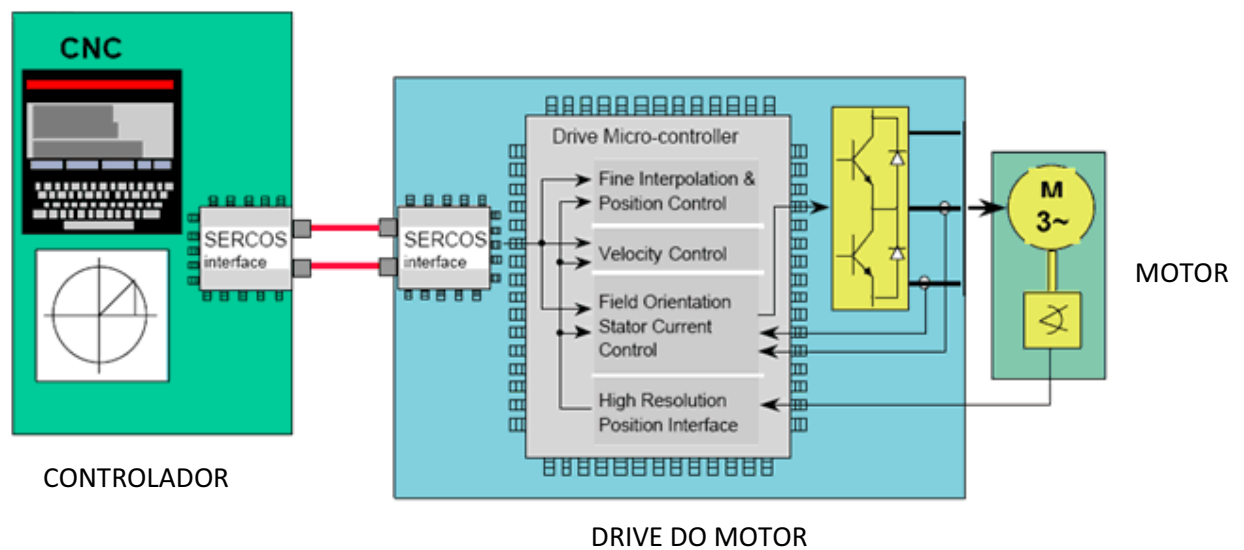 CNC
SERCOS
interface
SERCOS
interface
Drive Micro-controller
Fine Interpolation &
Position Control
Velocity Control
Field Orientation
Stator Current
Control
High Resolution
Position Interface
M
3~
MOTOR
CONTROLADOR
DRIVE DO MOTOR